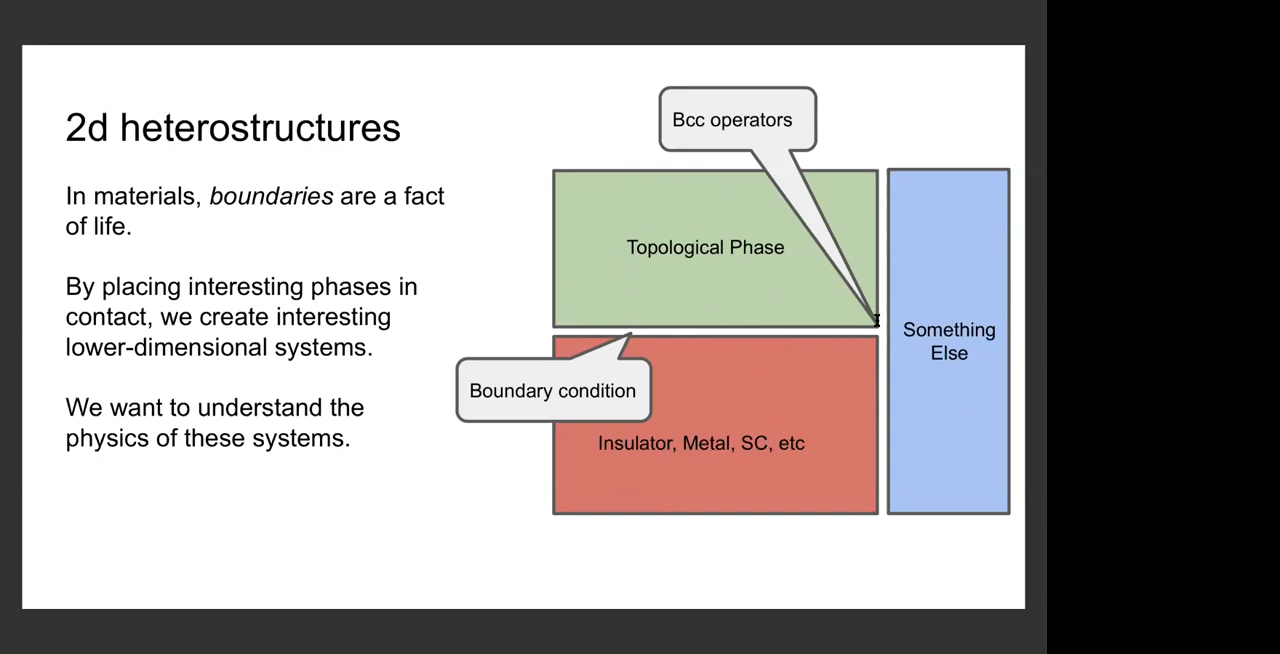 2d heterostructures
In materials, boundaries are a fact
of life.
By placing interesting phases in
contact, we create interesting
lower-dimensional systems.
We want to understand the
physics of these systems.
Bcc operators
Topological Phase
Something
Else
Boundary condition
Insulator, Metal, SC, etc